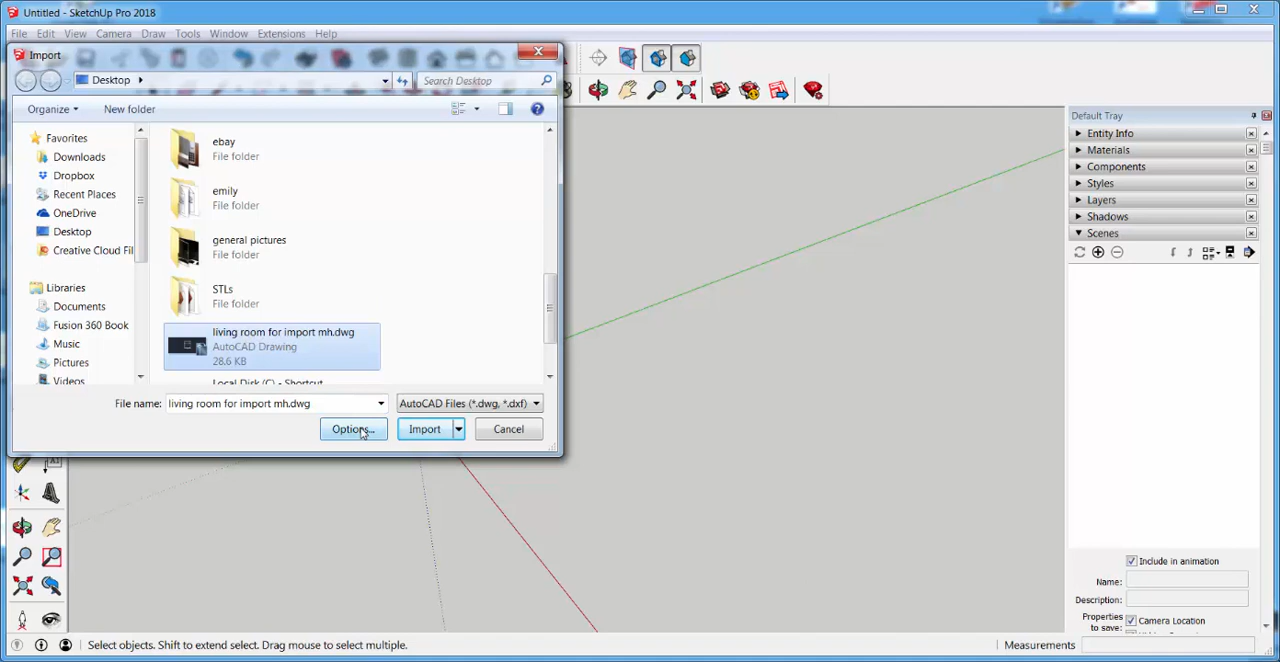 Untitled - SketchUp Pro 2018
File Edit View Camera Draw Tools Window Extensions Help
Import
Desktop
Search Desktop
Organize
New folder
Favorites
Downloads
Dropbox
Recent Places
OneDrive
Desktop
Creative Cloud Fil
Libraries
Documents
Fusion 360 Book
Music
Pictures
Videos
ebay
File folder
emily
File folder
general pictures
File folder
STLs
File folder
living room for import mh.dwg
AutoCAD Drawing
28.6 KB
Local Disk (C) - Shortcut
File name:
living room for import mh.dwg
AutoCAD Files (*.dwg, *.dxf)
Options...
Import
Cancel
Default Tray
Entity Info
Materials
Components
Styles
Layers
Shadows
Scenes
Include in animation
Name:
Description:
Properties
to save:
Camera Location
Select objects. Shift to extend select. Drag mouse to select multiple.
Measurements